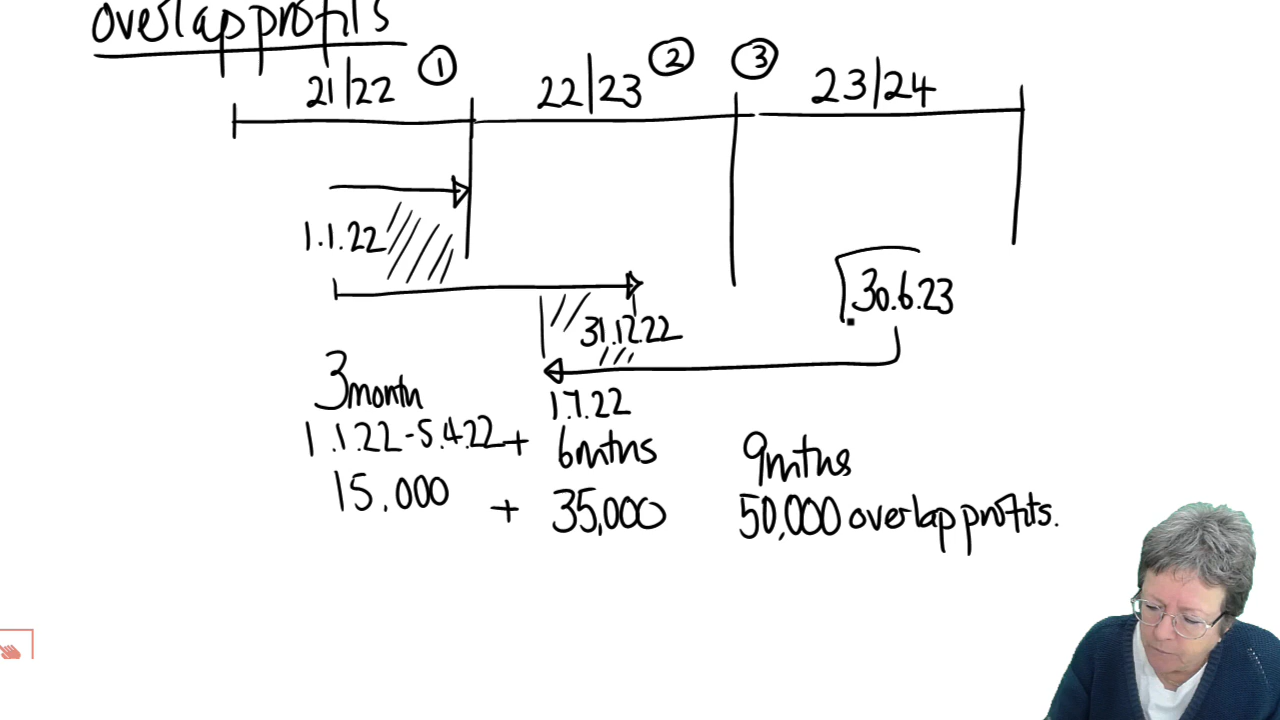 overlap profits
21/22 ① 22/23 ② ③ 23/24
1.1.22
30.6.23
31.12.22
3month
1.7.22
1.1.22-5.4.22 + 6mths 9mths
15,000 + 35,000 50,000 overlap profits.